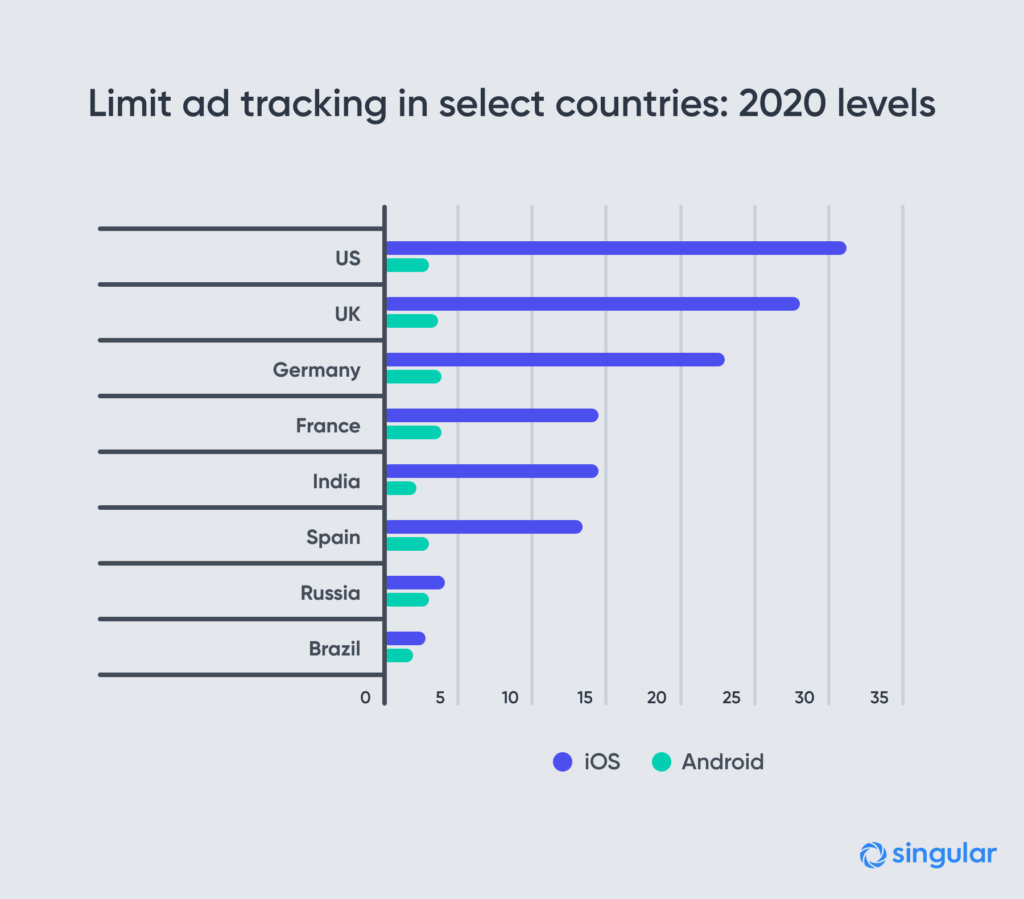 Limit ad tracking in select countries: 2020 levels
US
UK
Germany
France
India
Spain
Russia
Brazil
0 5 10 15 20 25 30 35
iOS Android
singular